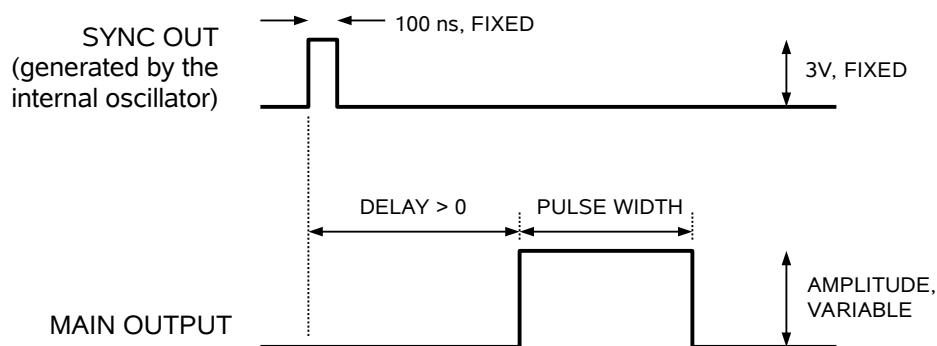 100 ns, FIXED
SYNC OUT
(generated by the
internal oscillator)
3V, FIXED
DELAY > 0
PULSE WIDTH
AMPLITUDE,
VARIABLE
MAIN OUTPUT